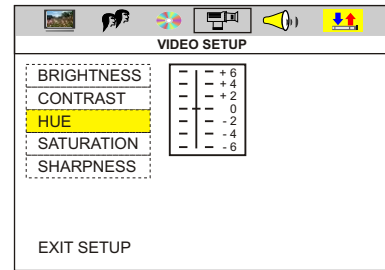 VIDEO SETUP
BRIGHTNESS
CONTRAST
HUE
SATURATION
SHARPNESS
+ 6
+ 4
+ 2
0
- 2
- 4
- 6
EXIT SETUP